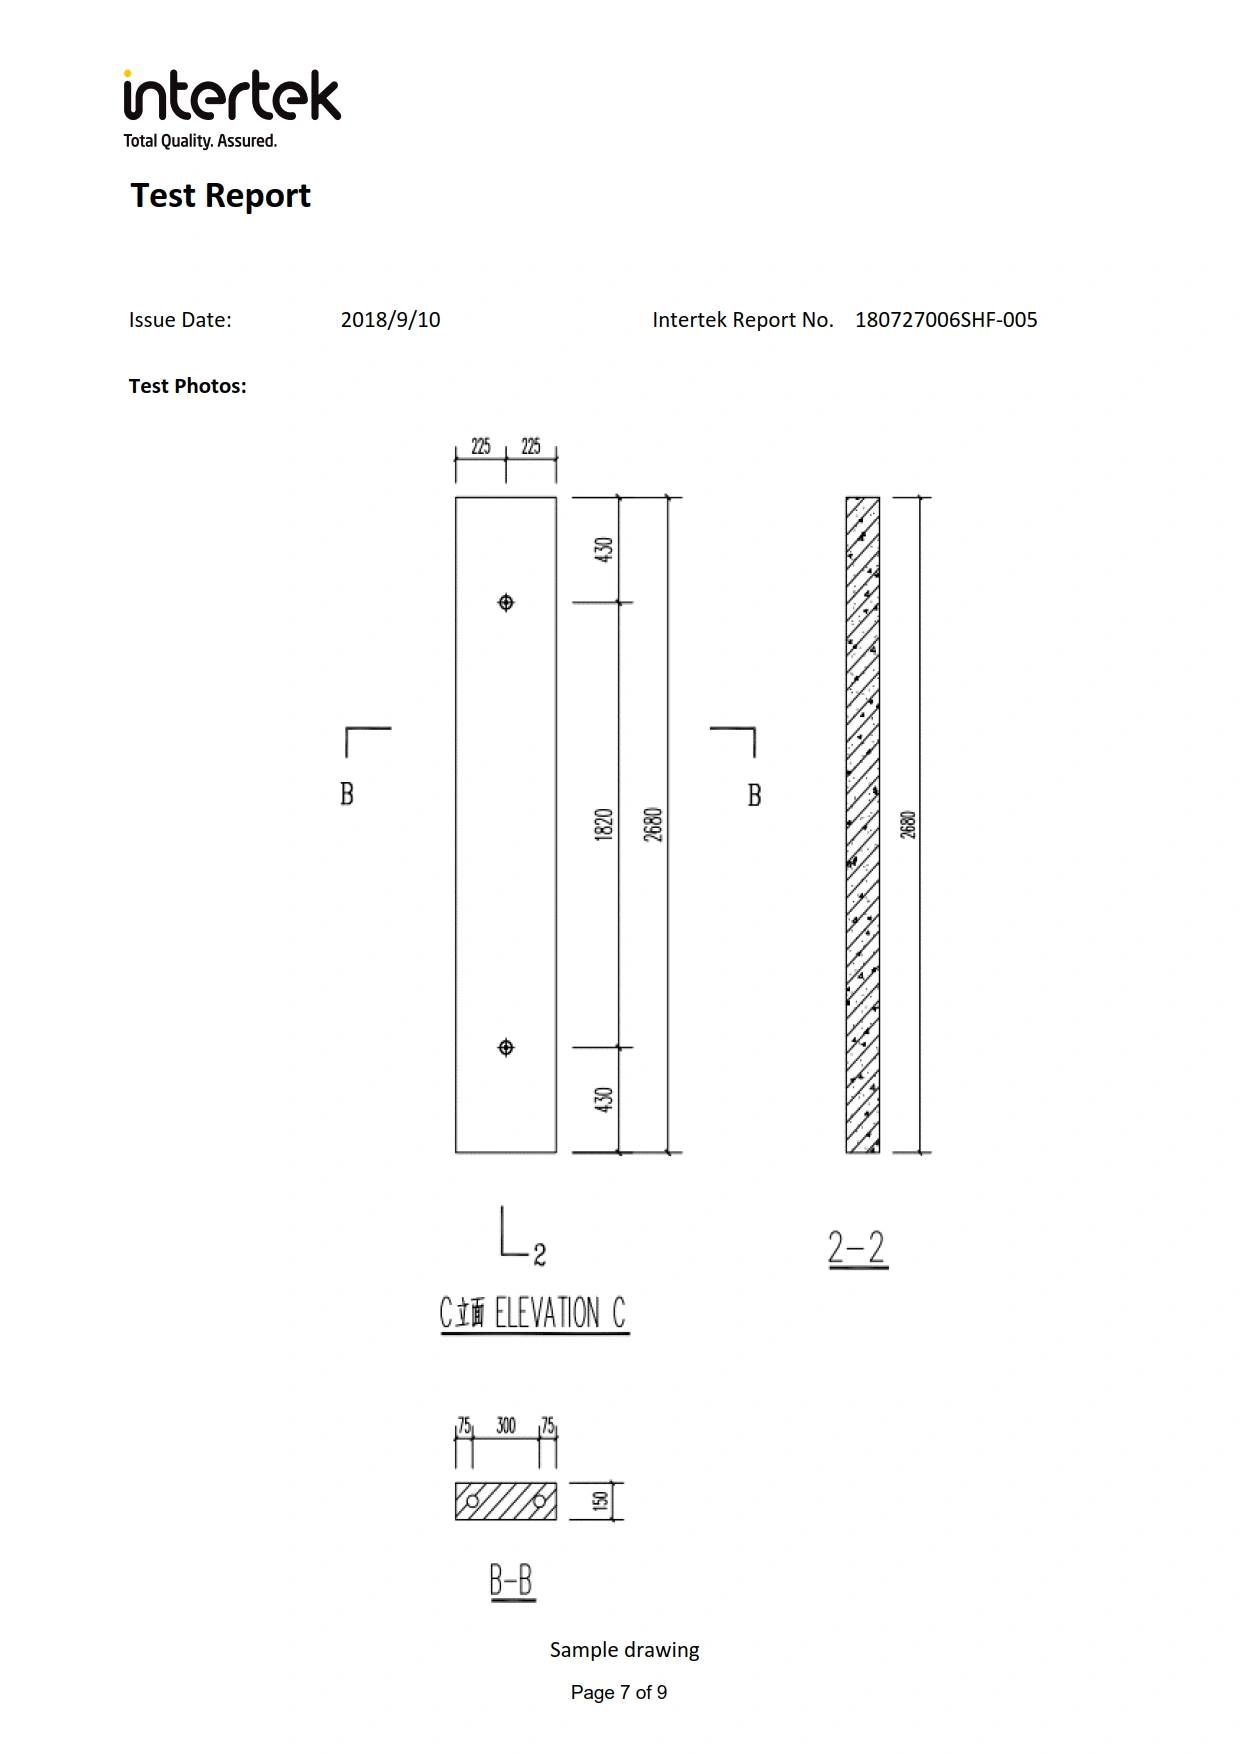 intertek
Total Quality. Assured.
Test Report
Issue Date: 2018/9/10 Intertek Report No. 180727006SHF-005
Test Photos:
225 225
430
B B
1820 2680 2680
430
2
2-2
C立面 ELEVATION C
75 300 75
150
B-B
Sample drawing
Page 7 of 9